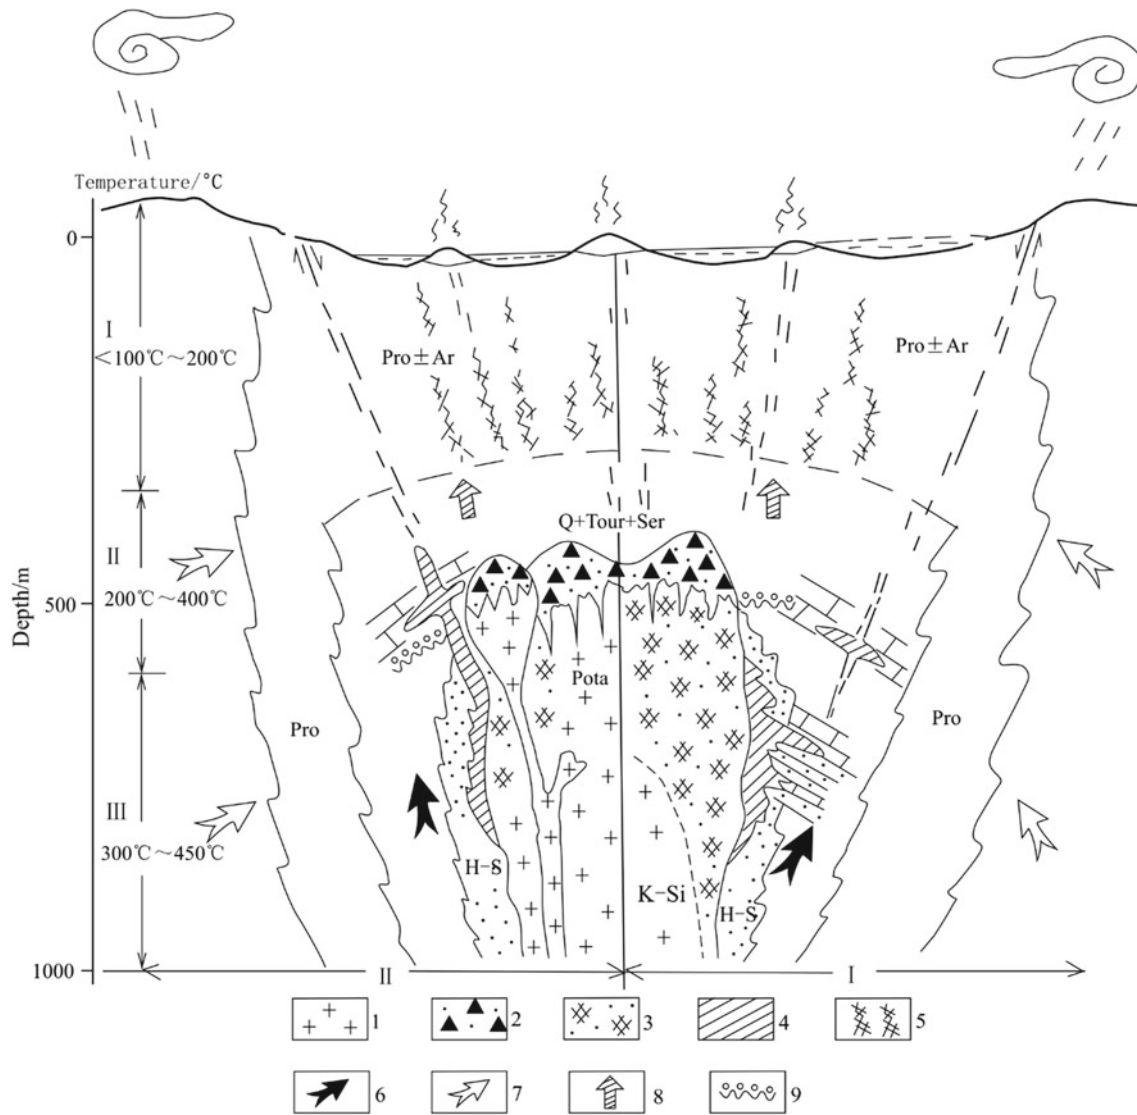 Temperature/°C
0
Ⅰ
<100℃～200℃
Pro±Ar
Pro±Ar
Q+Tour+Ser
Ⅱ
200℃～400℃
500
Depth/m
Pota
Pro
Pro
Ⅲ
300℃～450℃
H-S
K-Si
H-S
1000
Ⅱ
Ⅰ
1
2
3
4
5
6
7
8
9